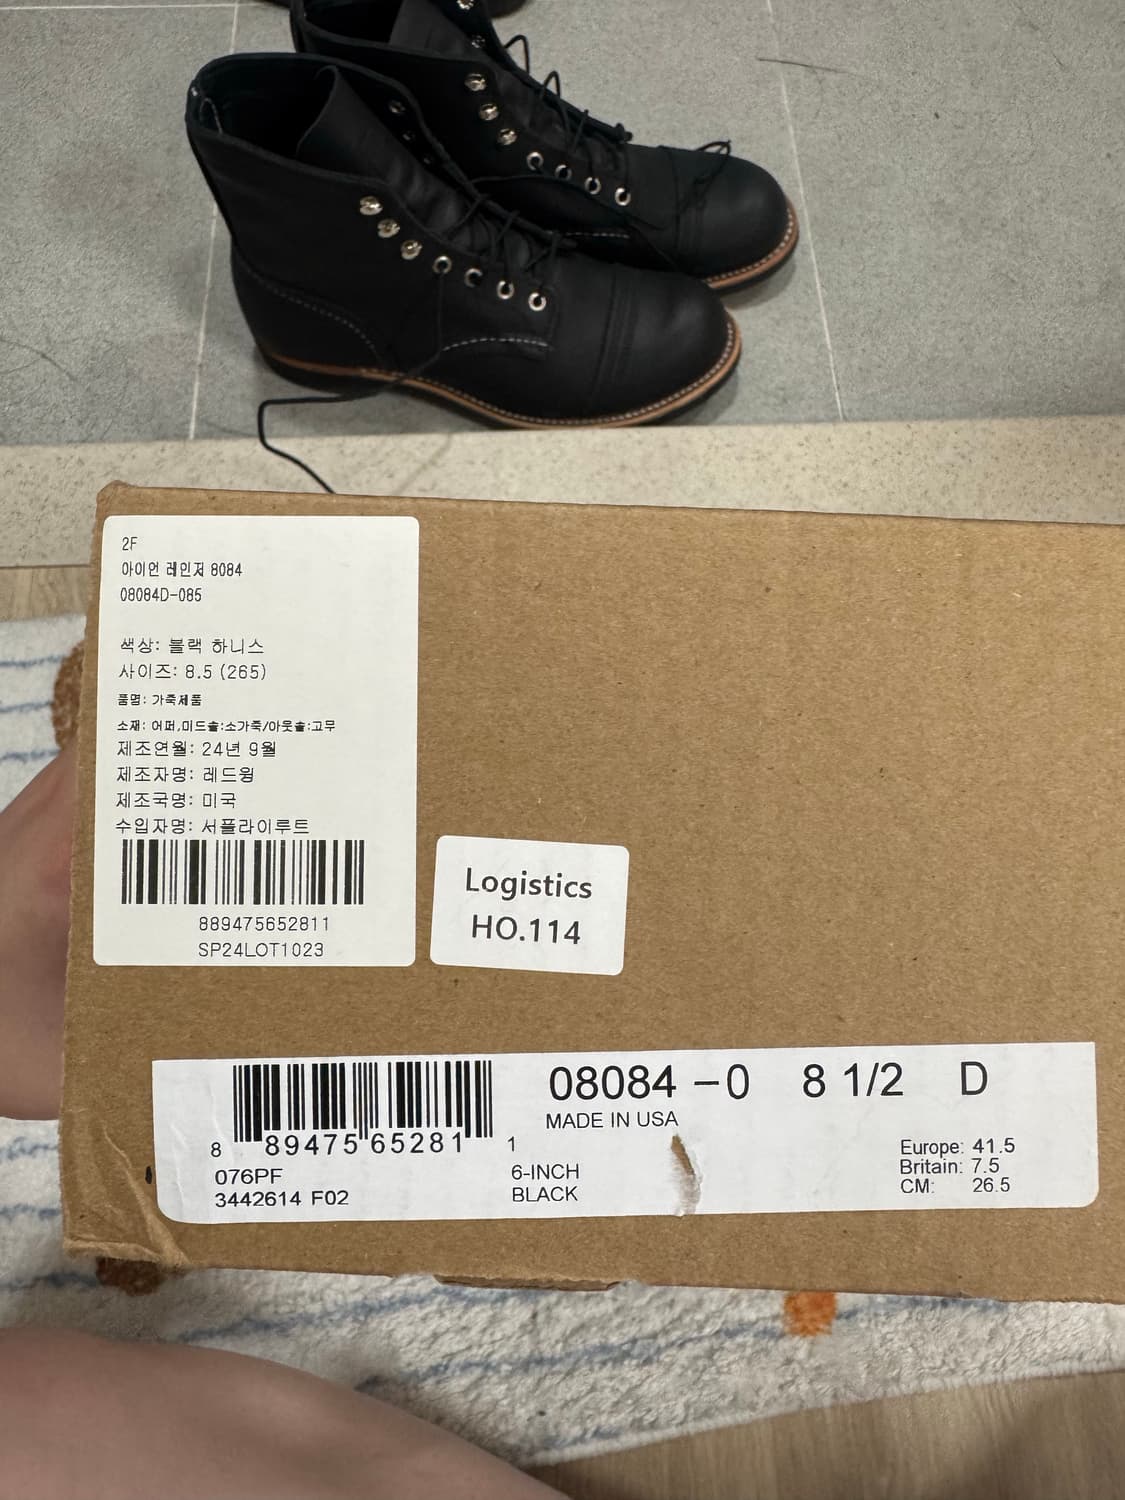 2F
아이언 레인저 8084
08084D-085
색상: 블랙 하니스
사이즈: 8.5 (265)
품명: 가죽제품
소재: 어퍼,미드솔:소가죽/아웃솔:고무
제조연월: 24년 9월
제조자명: 레드윙
제조국명: 미국
수입자명: 서플라이루트
889475652811
SP24LOT1023
Logistics
HO.114
08084 -0 8 1/2 D
MADE IN USA
8 89475 65281 1
076PF
3442614 F02
6-INCH
BLACK
Europe: 41.5
Britain: 7.5
CM: 26.5